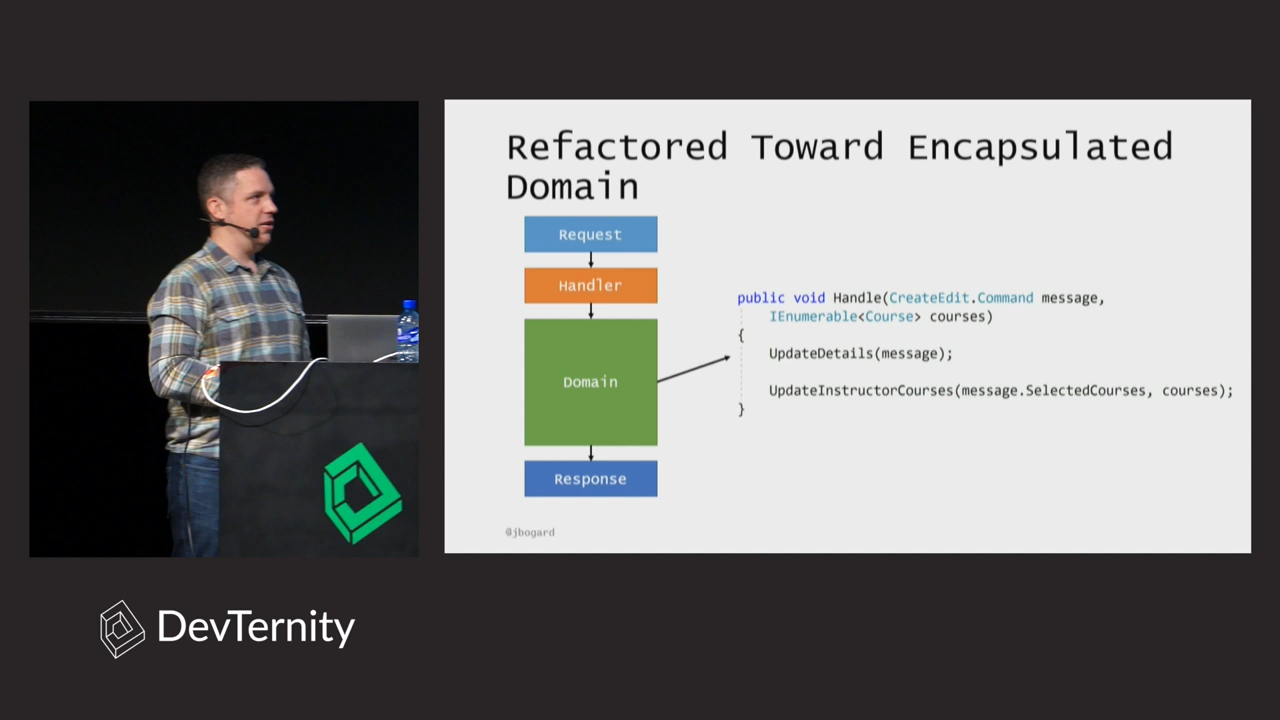 Refactored Toward Encapsulated
Domain
Request
Handler
Domain
Response
public void Handle(CreateEdit.Command message,
IEnumerable<Course> courses)
{
UpdateDetails(message);
UpdateInstructorCourses(message.SelectedCourses, courses);
}
@jbogard
DevTernity